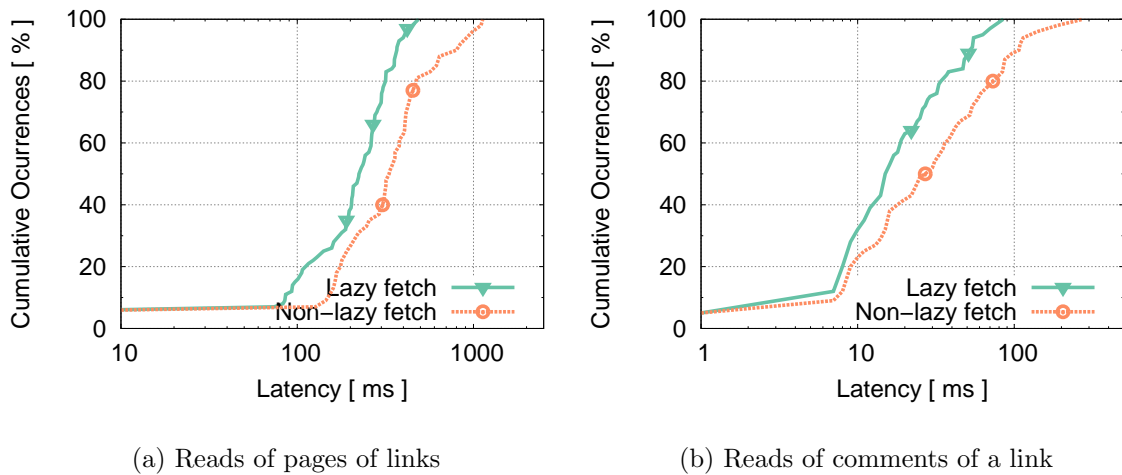 Cumulative Ocurrences [ % ]
100
80
60
40
20
0
Lazy fetch
Non-lazy fetch
10
100
1000
Latency [ ms ]
(a) Reads of pages of links
Cumulative Ocurrences [ % ]
100
80
60
40
20
0
Lazy fetch
Non-lazy fetch
1
10
100
Latency [ ms ]
(b) Reads of comments of a link